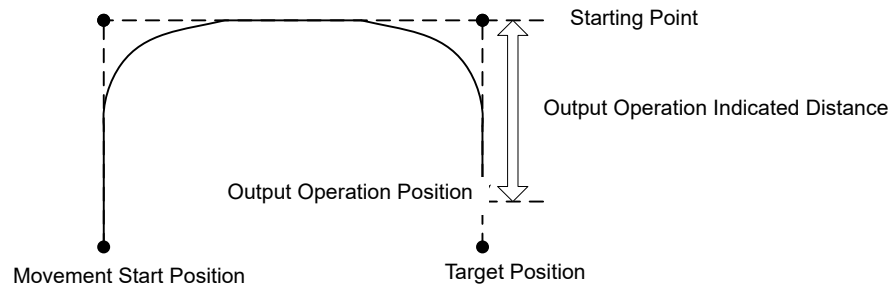 Starting Point
Output Operation Indicated Distance
Output Operation Position
Movement Start Position
Target Position